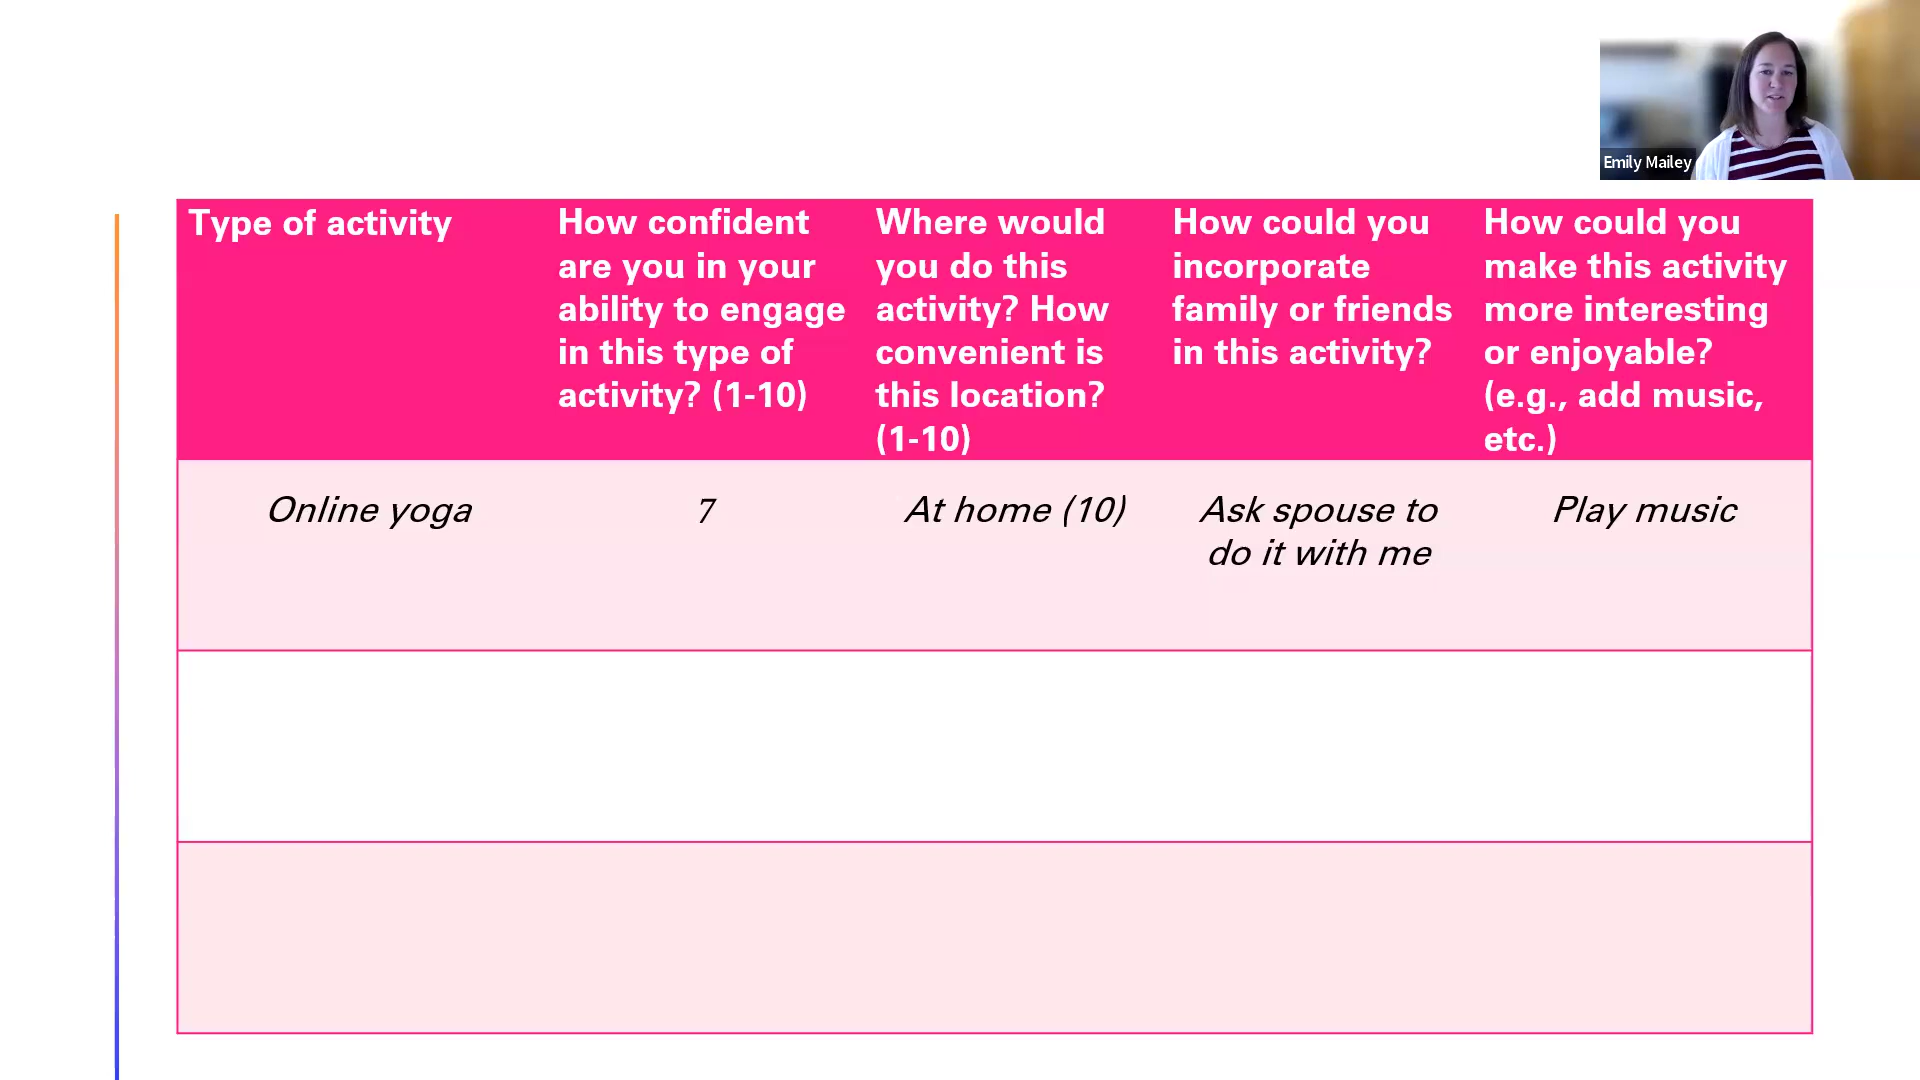 Emily Mailey
Type of activity
How confident
are you in your
ability to engage
in this type of
activity? (1-10)
Where would
you do this
activity? How
convenient is
this location?
(1-10)
How could you
incorporate
family or friends
in this activity?
How could you
make this activity
more interesting
or enjoyable?
(e.g., add music,
etc.)
Online yoga
7
At home (10)
Ask spouse to
do it with me
Play music